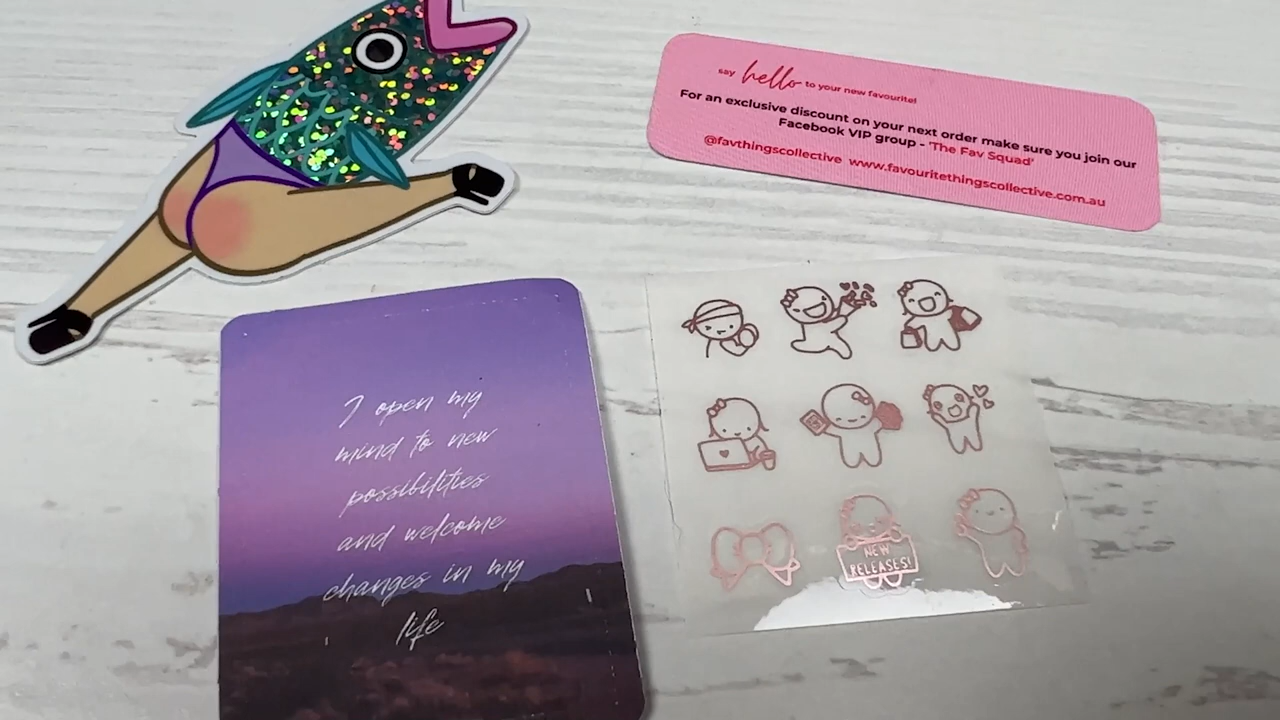 say hello to your new favourite!
For an exclusive discount on your next order make sure you join our
Facebook VIP group - 'The Fav Squad'
@favthingscollective www.favouritethingscollective.com.au
I open my
mind to new
possibilities
and welcome
changes in my
life
NEW
RELEASES!